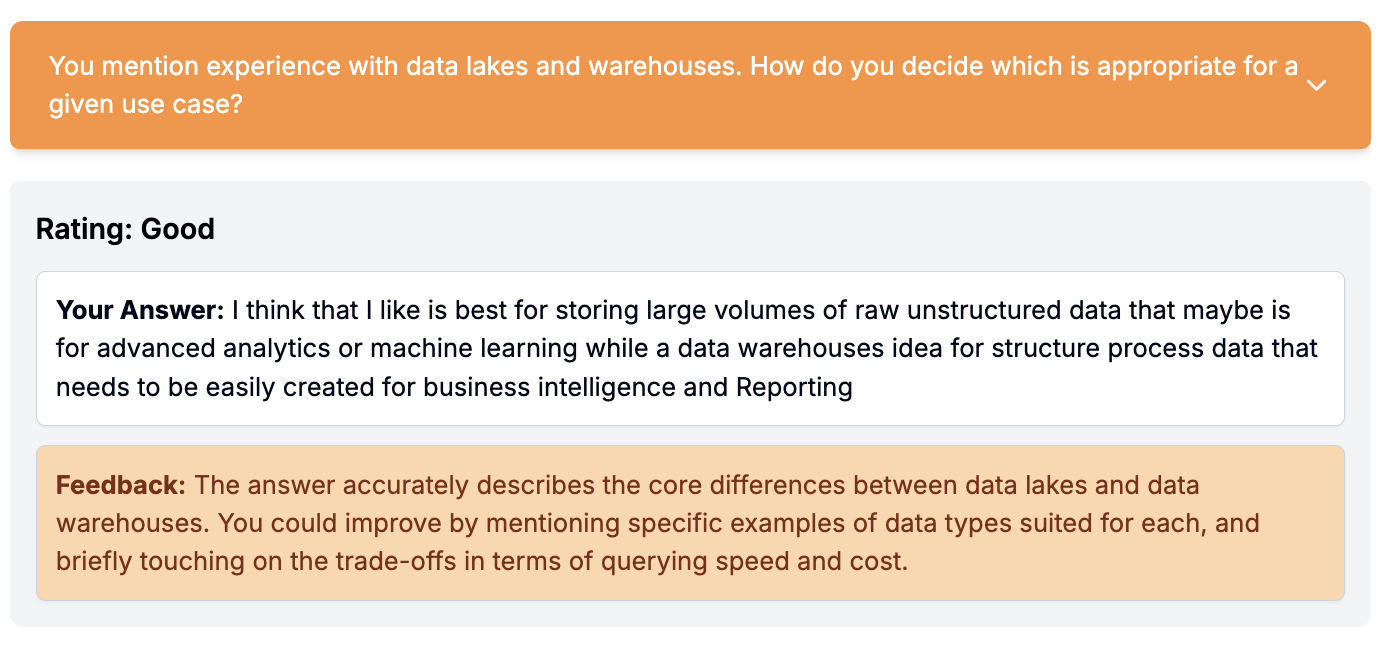 You mention experience with data lakes and warehouses. How do you decide which is appropriate for a
given use case?
Rating: Good
Your Answer: I think that I like is best for storing large volumes of raw unstructured data that maybe is
for advanced analytics or machine learning while a data warehouses idea for structure process data that
needs to be easily created for business intelligence and Reporting
Feedback: The answer accurately describes the core differences between data lakes and data
warehouses. You could improve by mentioning specific examples of data types suited for each, and
briefly touching on the trade-offs in terms of querying speed and cost.